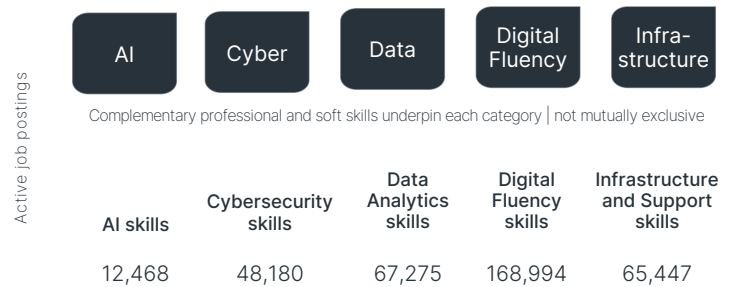 AI
Cyber
Data
Digital
Fluency
Infra-
structure
Complementary professional and soft skills underpin each category | not mutually exclusive
Active job postings
AI skills
Cybersecurity
skills
Data
Analytics
skills
Digital
Fluency
skills
Infrastructure
and Support
skills
12,468
48,180
67,275
168,994
65,447